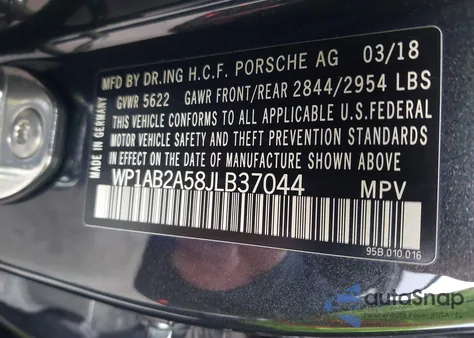 MFD BY DR.ING H.C.F. PORSCHE AG 03/18
GVWR 5622 GAWR FRONT/REAR 2844/2954 LBS
THIS VEHICLE CONFORMS TO ALL APPLICABLE U.S.FEDERAL
MOTOR VEHICLE SAFETY AND THEFT PREVENTION STANDARDS
IN EFFECT ON THE DATE OF MANUFACTURE SHOWN ABOVE
WP1AB2A58JLB37044 MPV
95B.010.016
MADE IN GERMANY
autoSnap